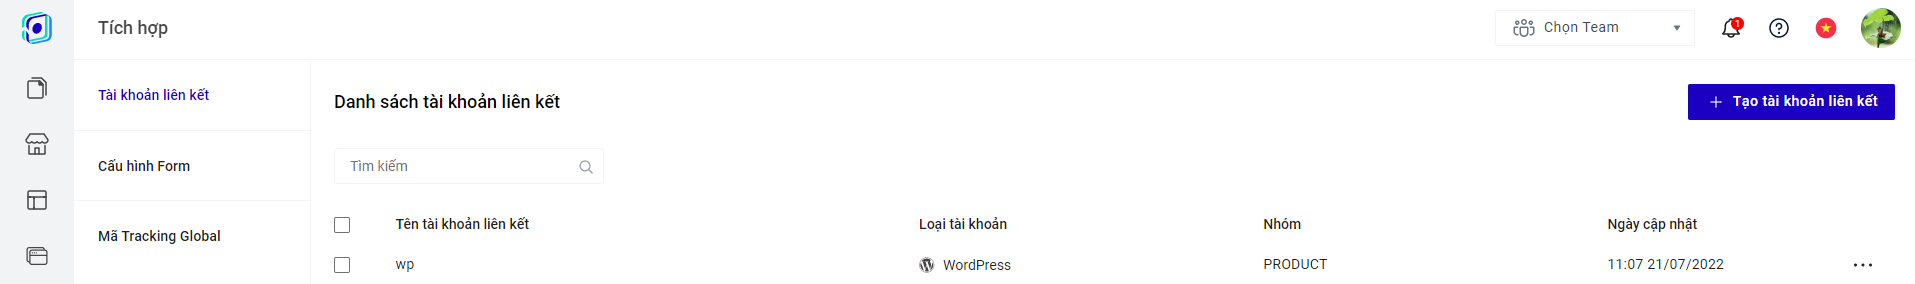 Tích hợp
Chọn Team
1
Tài khoản liên kết
Danh sách tài khoản liên kết
Tạo tài khoản liên kết
Cấu hình Form
Tìm kiếm
Mã Tracking Global
Tên tài khoản liên kết Loại tài khoản Nhóm Ngày cập nhật
wp WordPress PRODUCT 11:07 21/07/2022